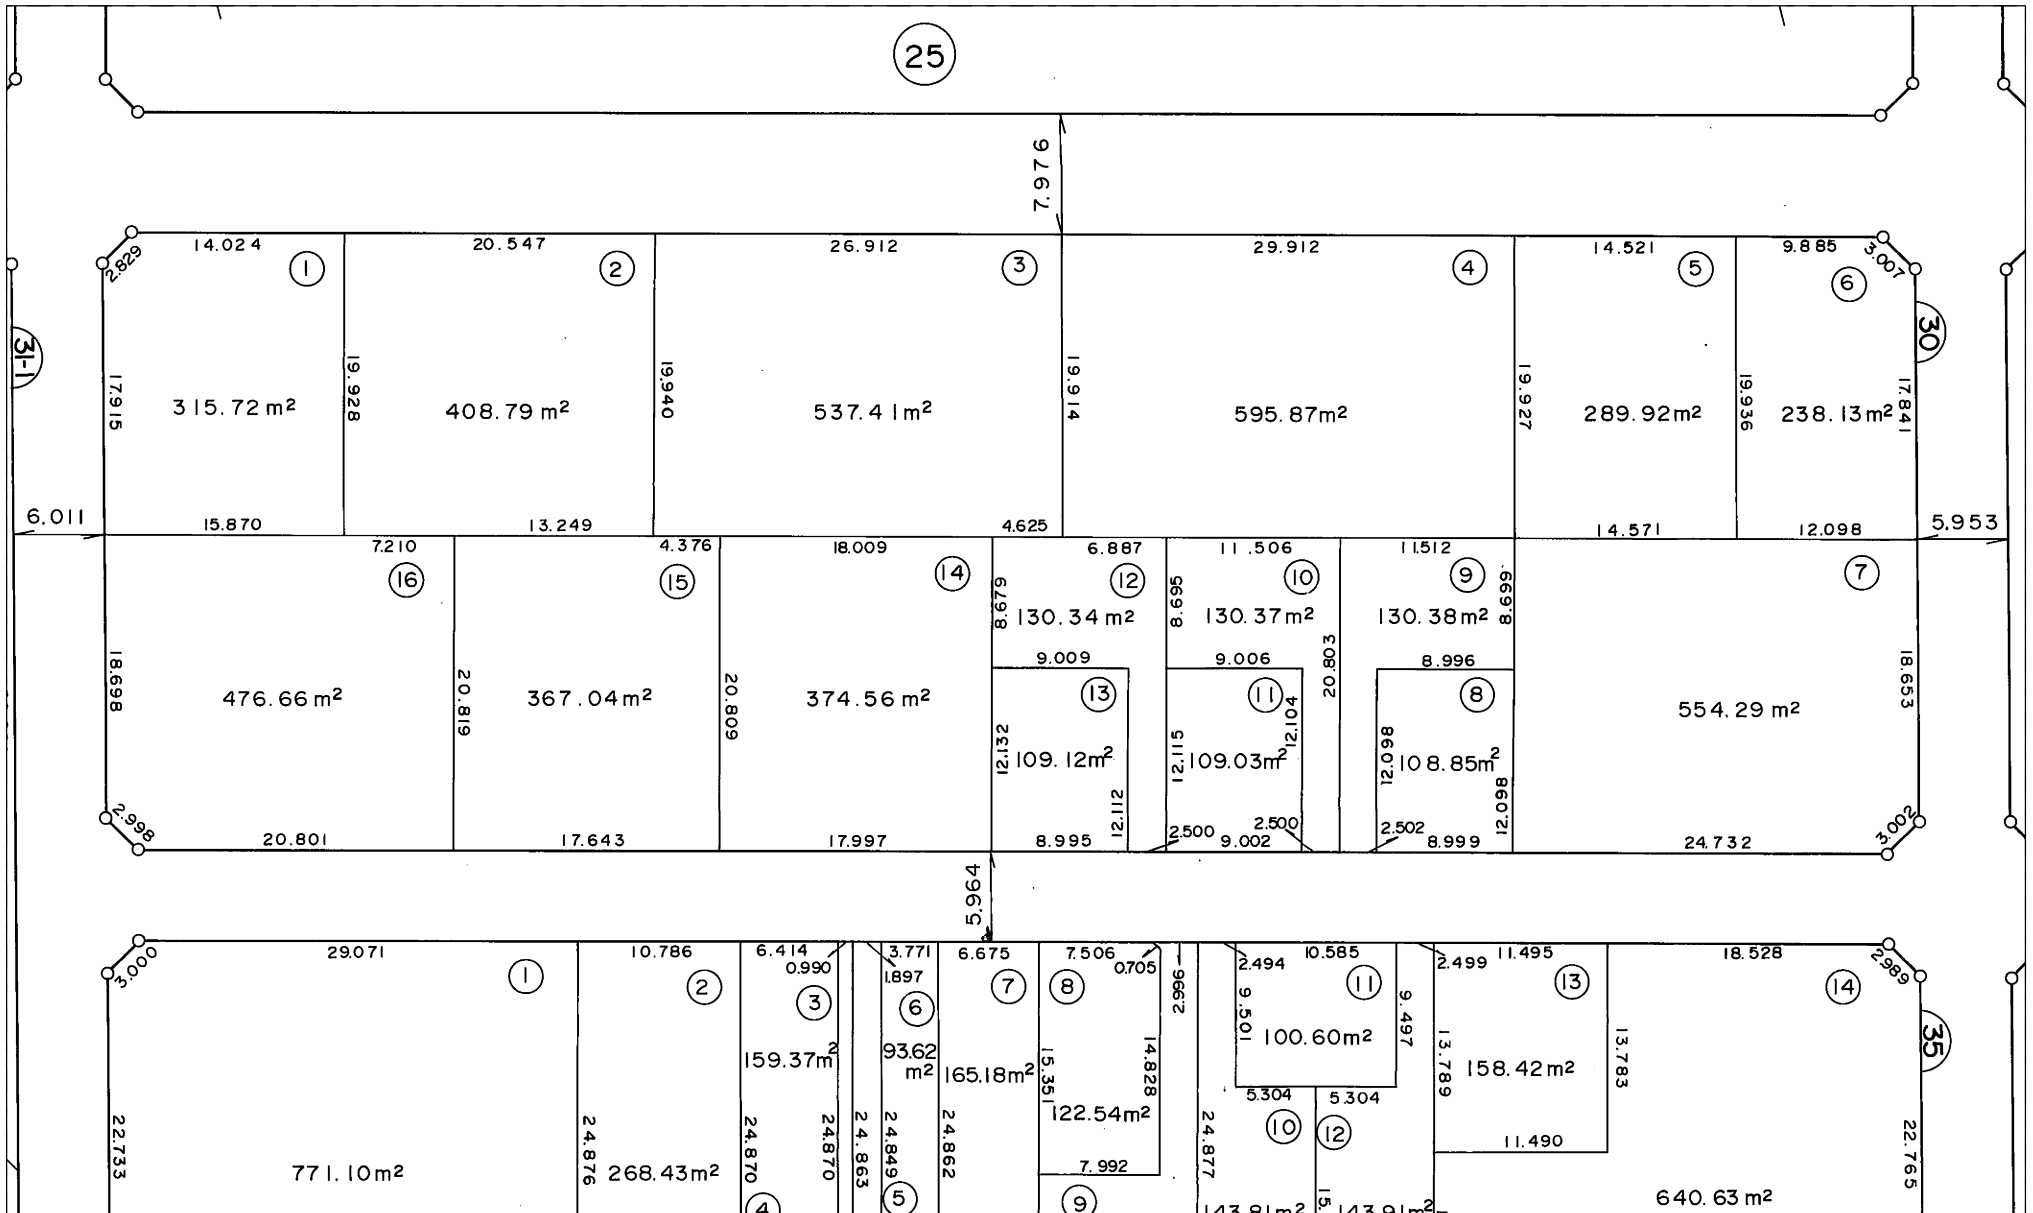 25
7.976
14.024 20.547 26.912 29.912 14.521 9.885
2.829 1 2 3 4 5 6 3.007
31-1 30
17.915 19.928 19.940 19.914 19.927 19.936 17.841
315.72 m² 408.79 m² 537.41 m² 595.87 m² 289.92 m² 238.13 m²
6.011 15.870 13.249 4.625 14.571 12.098 5.953
7.210 4.376 18.009 6.887 11.506 11.512
16 15 14 12 10 9 7
8.679 8.695 8.699
130.34 m² 130.37 m² 130.38 m²
9.009 9.006 8.996
18.698 20.819 20.809 20.803 18.653
13 11 8
476.66 m² 367.04 m² 374.56 m² 554.29 m²
12.132 12.115 12.104 12.098
109.12 m² 109.03 m² 108.85 m²
12.112 12.098
2.998 2.500 2.500 2.502 3.002
20.801 17.643 17.997 8.995 9.002 8.999 24.732
5.964
29.071 10.786 6.414 3.771 6.675 7.506 10.585 11.495 18.528
3.000 0.990 1.897 0.705 2.996 2.494 2.499 2.989
1 2 3 6 7 8 11 13 14
9.501 9.497
100.60 m²
35
159.37 m² 93.62 m² 165.18 m² 15.351 14.828 13.789 158.42 m² 13.783
122.54 m² 5.304 5.304
10 12
22.733 24.876 24.870 24.870 24.863 24.849 24.862 24.877 22.765
11.490
7.992
771.10 m² 268.43 m² 640.63 m²
4 5 9
143.81 m² 15. 143.91 m²